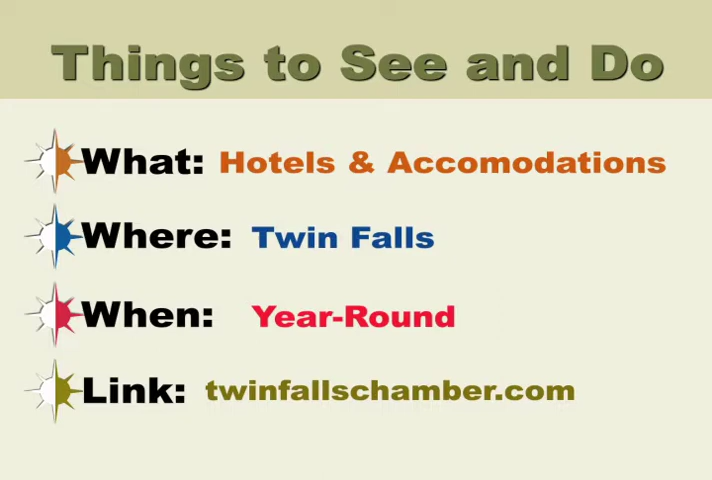 Things to See and Do
What: Hotels & Accomodations
Where: Twin Falls
When: Year-Round
Link: twinfallschamber.com